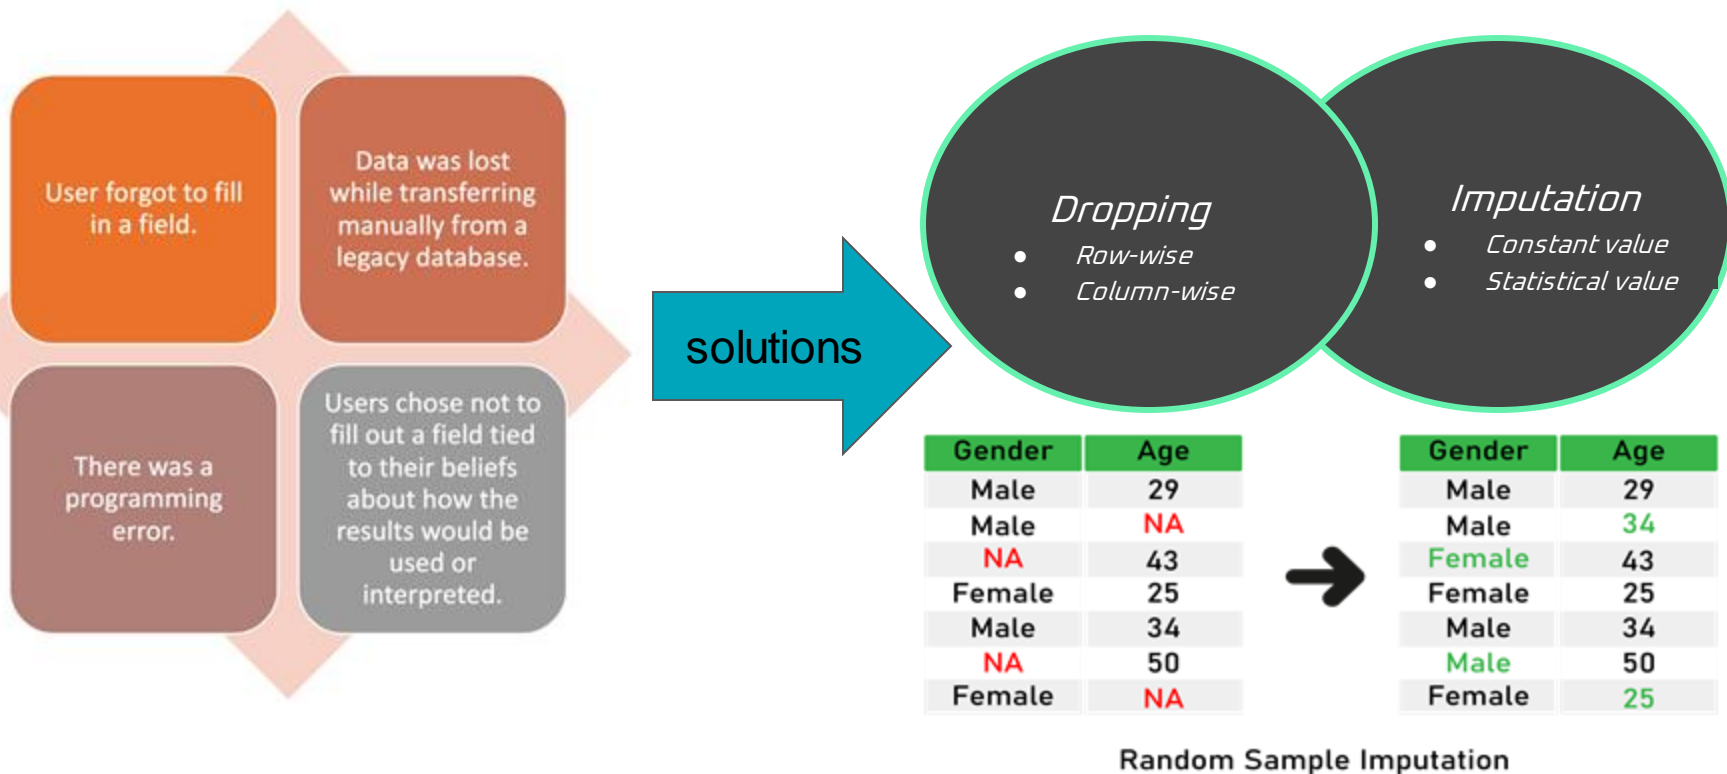 User forgot to fill
in a field.
Data was lost
while transferring
manually from a
legacy database.
There was a
programming
error.
Users chose not to
fill out a field tied
to their beliefs
about how the
results would be
used or
interpreted.
solutions
Dropping
● Row-wise
● Column-wise
Imputation
● Constant value
● Statistical value
Gender Age
Male 29
Male NA
NA 43
Female 25
Male 34
NA 50
Female NA
Gender Age
Male 29
Male 34
Female 43
Female 25
Male 34
Male 50
Female 25
Random Sample Imputation